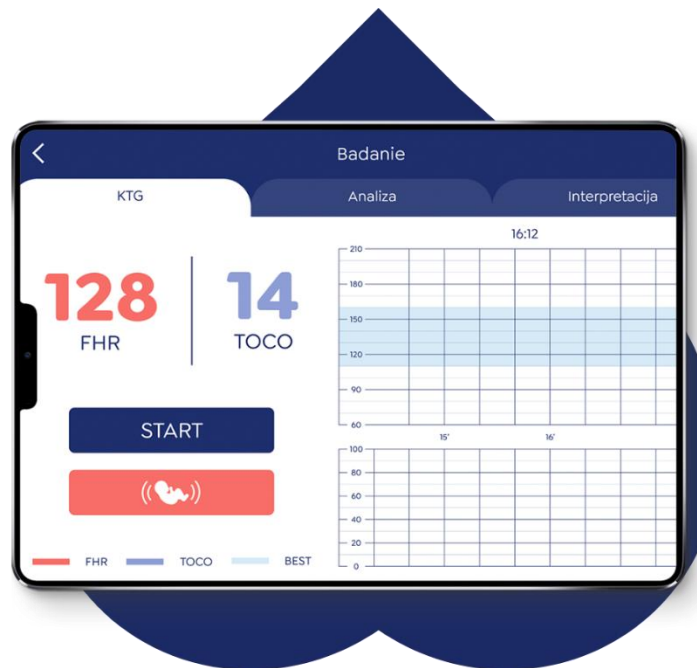 Badanie
KTG
Analiza
Interpretacija
128
FHR
14
TOCO
START
FHR
TOCO
BEST
16:12
210
180
150
120
90
60
15'
16'
100
80
60
40
20
0